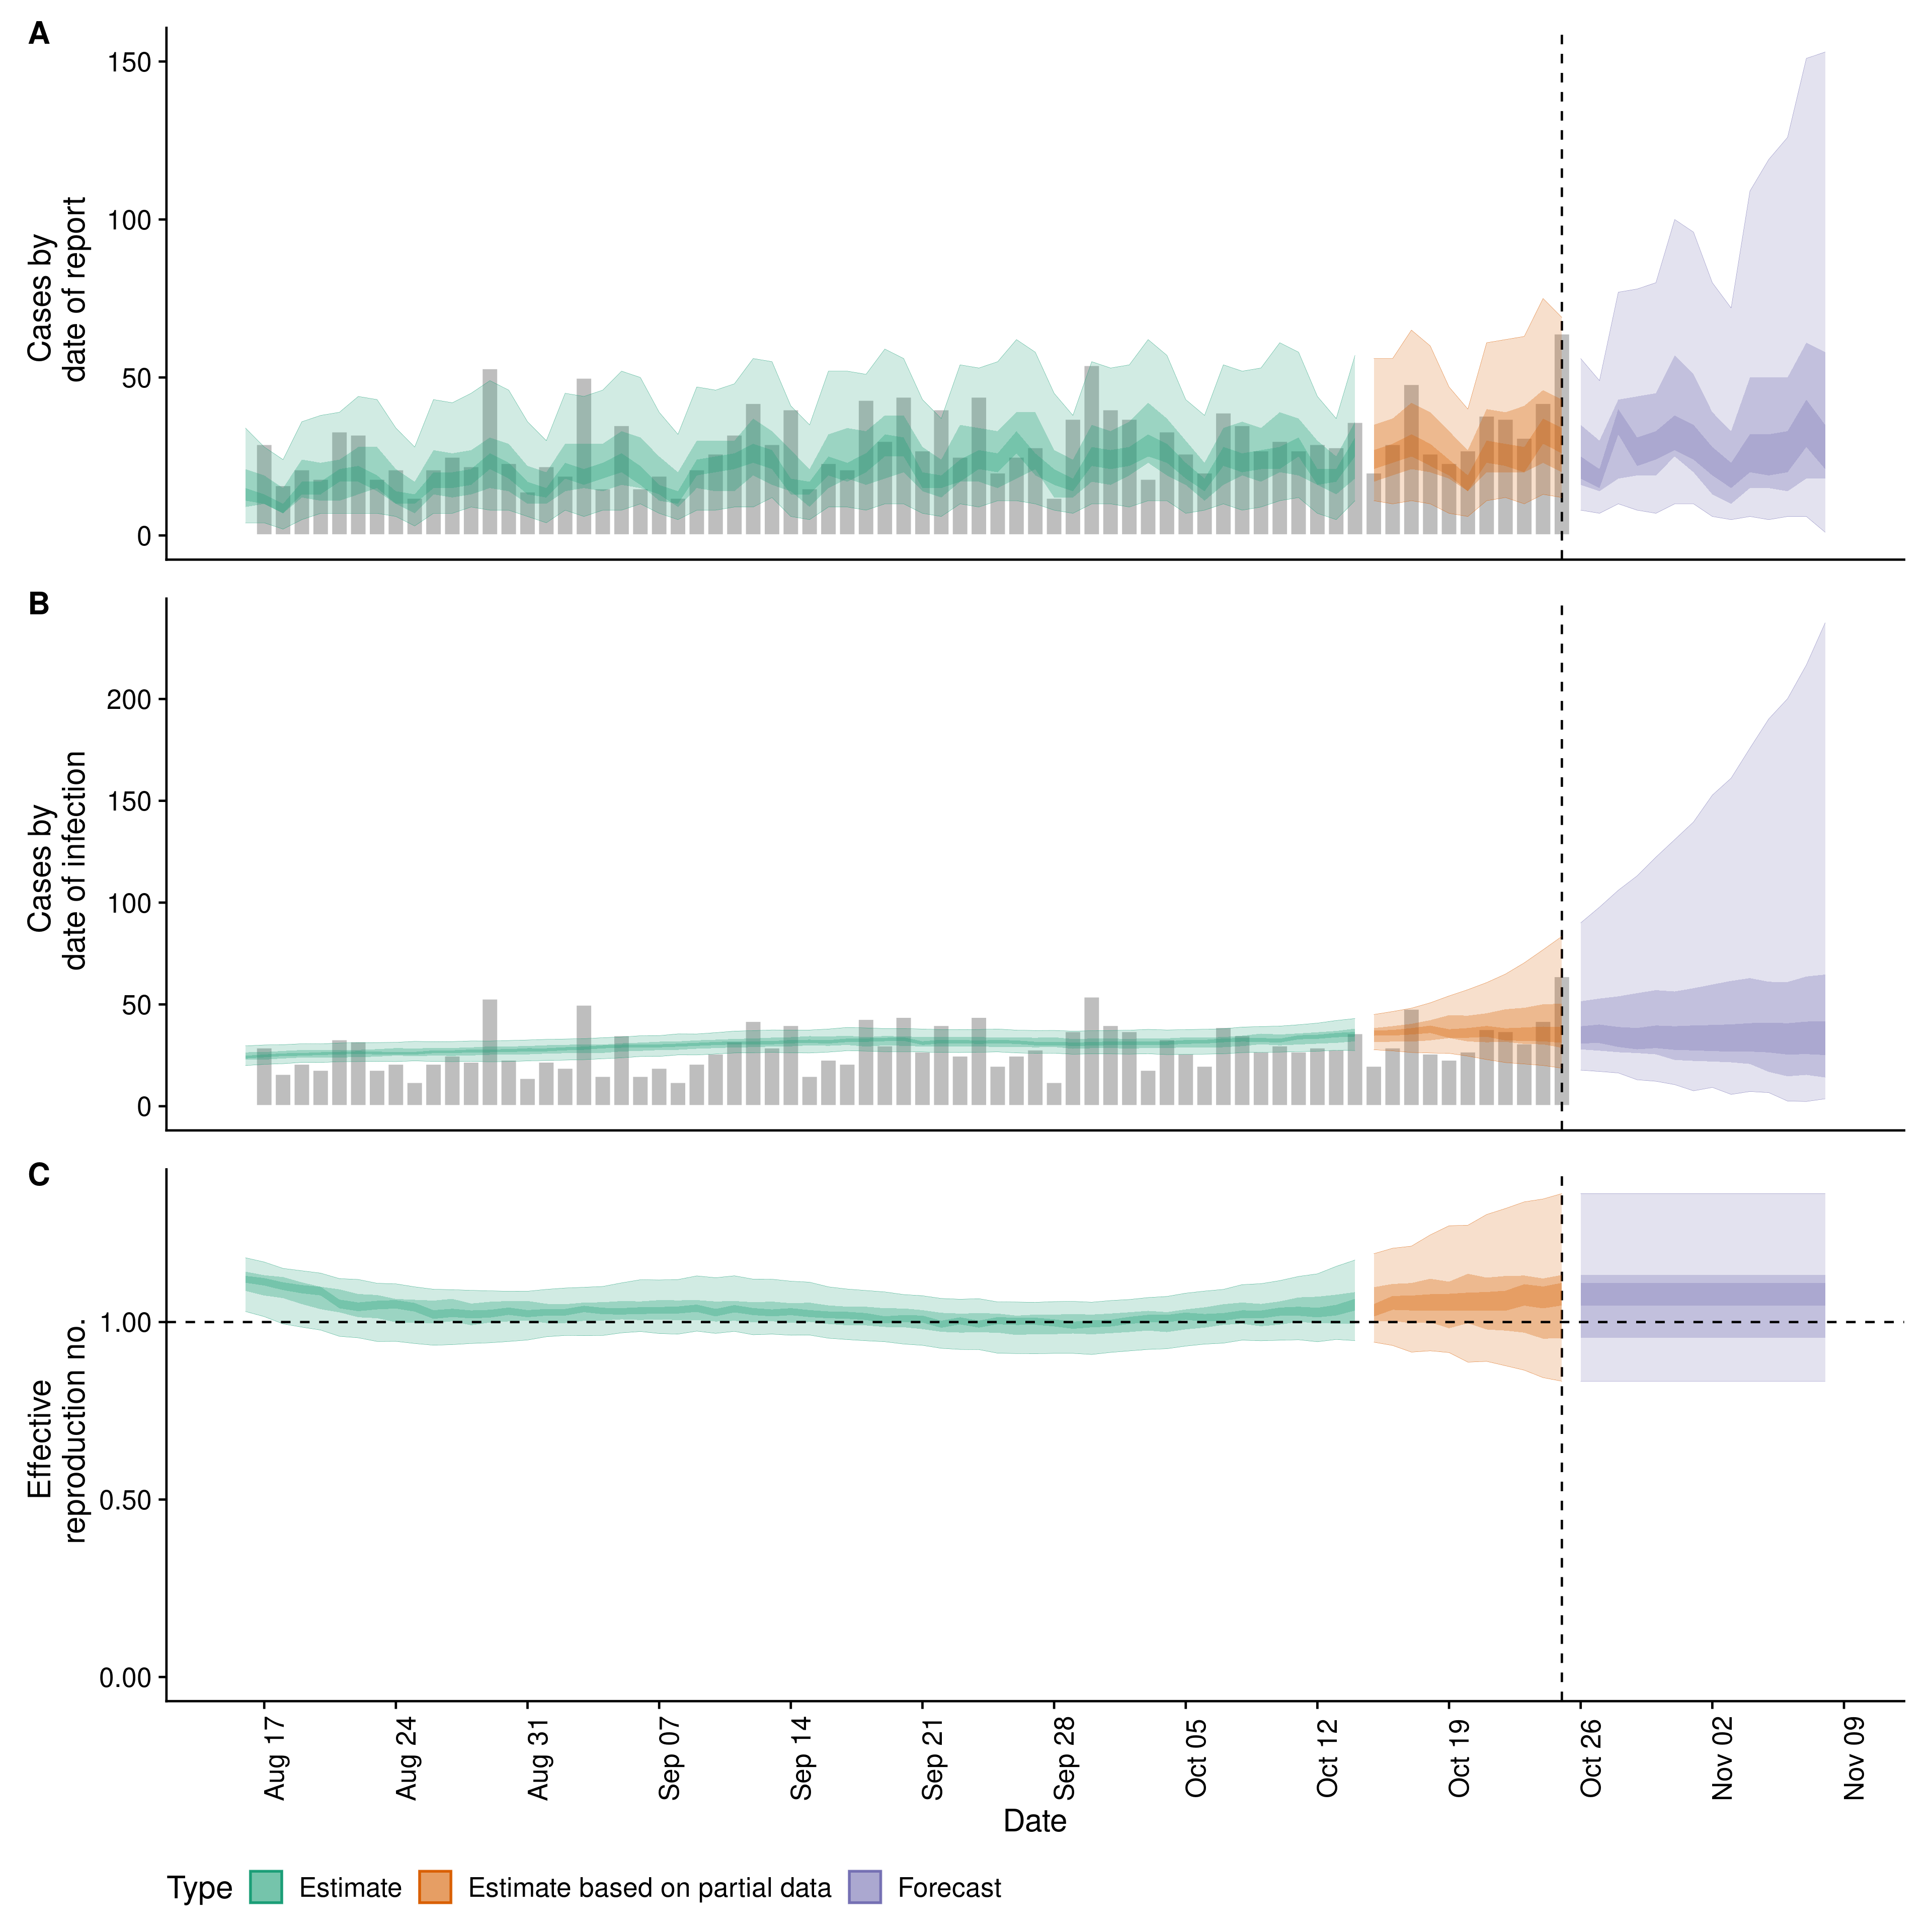 A
150
100
50
0
Cases by
date of report
B
200
150
100
50
0
Cases by
date of infection
C
1.00
0.50
0.00
Effective
reproduction no.
Aug 17
Aug 24
Aug 31
Sep 07
Sep 14
Sep 21
Sep 28
Oct 05
Oct 12
Oct 19
Oct 26
Nov 02
Nov 09
Date
Type Estimate Estimate based on partial data Forecast